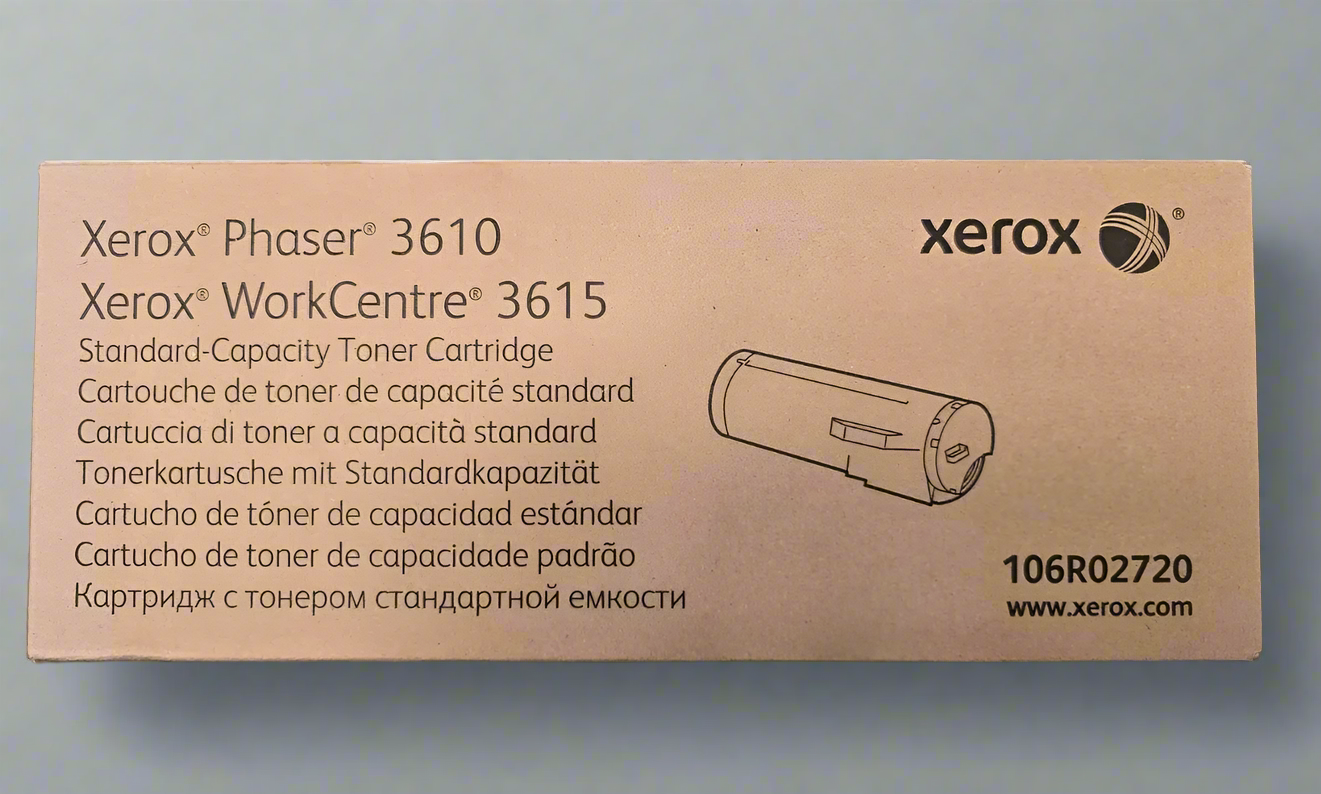 Xerox® Phaser® 3610
Xerox® WorkCentre® 3615
Standard-Capacity Toner Cartridge
Cartouche de toner de capacité standard
Cartuccia di toner a capacità standard
Tonerkartusche mit Standardkapazität
Cartucho de tóner de capacidad estándar
Cartucho de toner de capacidade padrão
Картридж с тонером стандартной емкости
xerox ®
106R02720
www.xerox.com